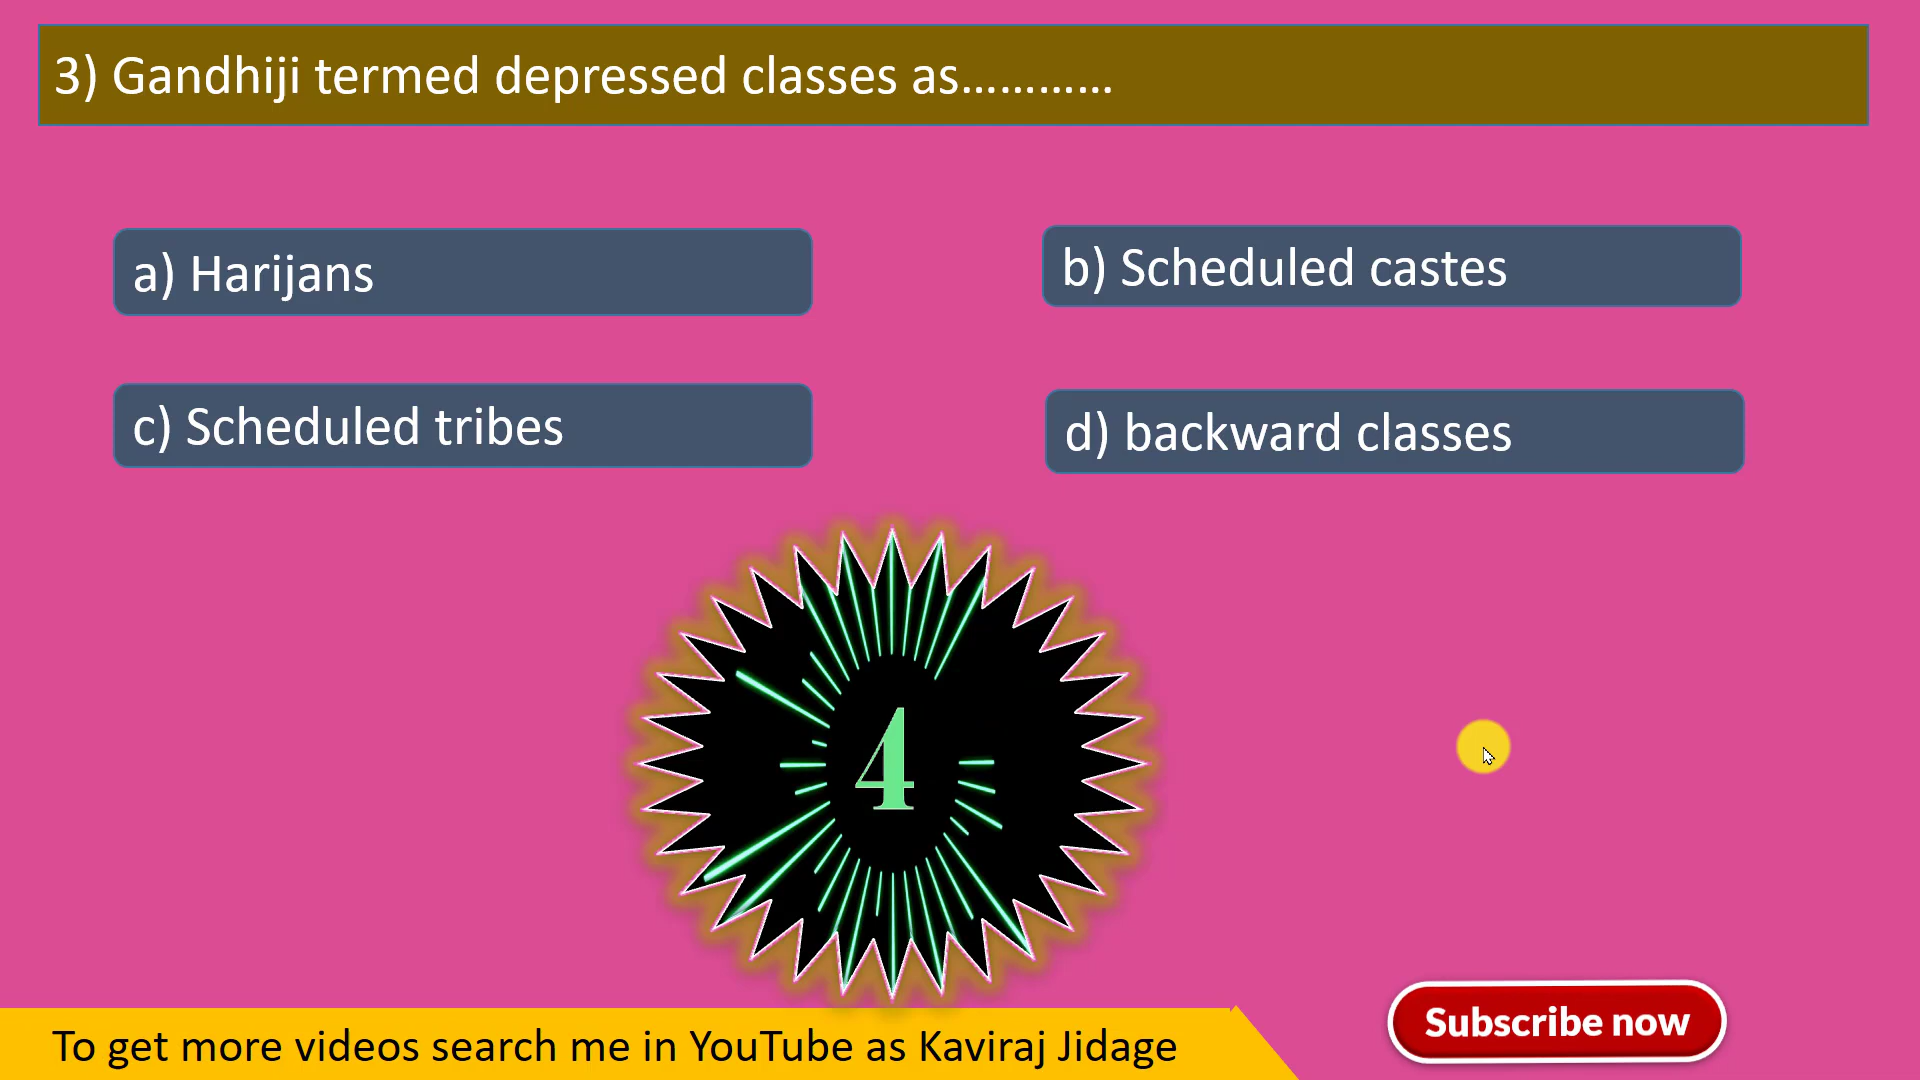 3) Gandhiji termed depressed classes as............
a) Harijans
b) Scheduled castes
c) Scheduled tribes
d) backward classes
4
Subscribe now
To get more videos search me in YouTube as Kaviraj Jidage